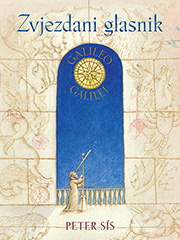 Zvjezdani glasnik
GALILEO
GALILEI
PETER SÍS